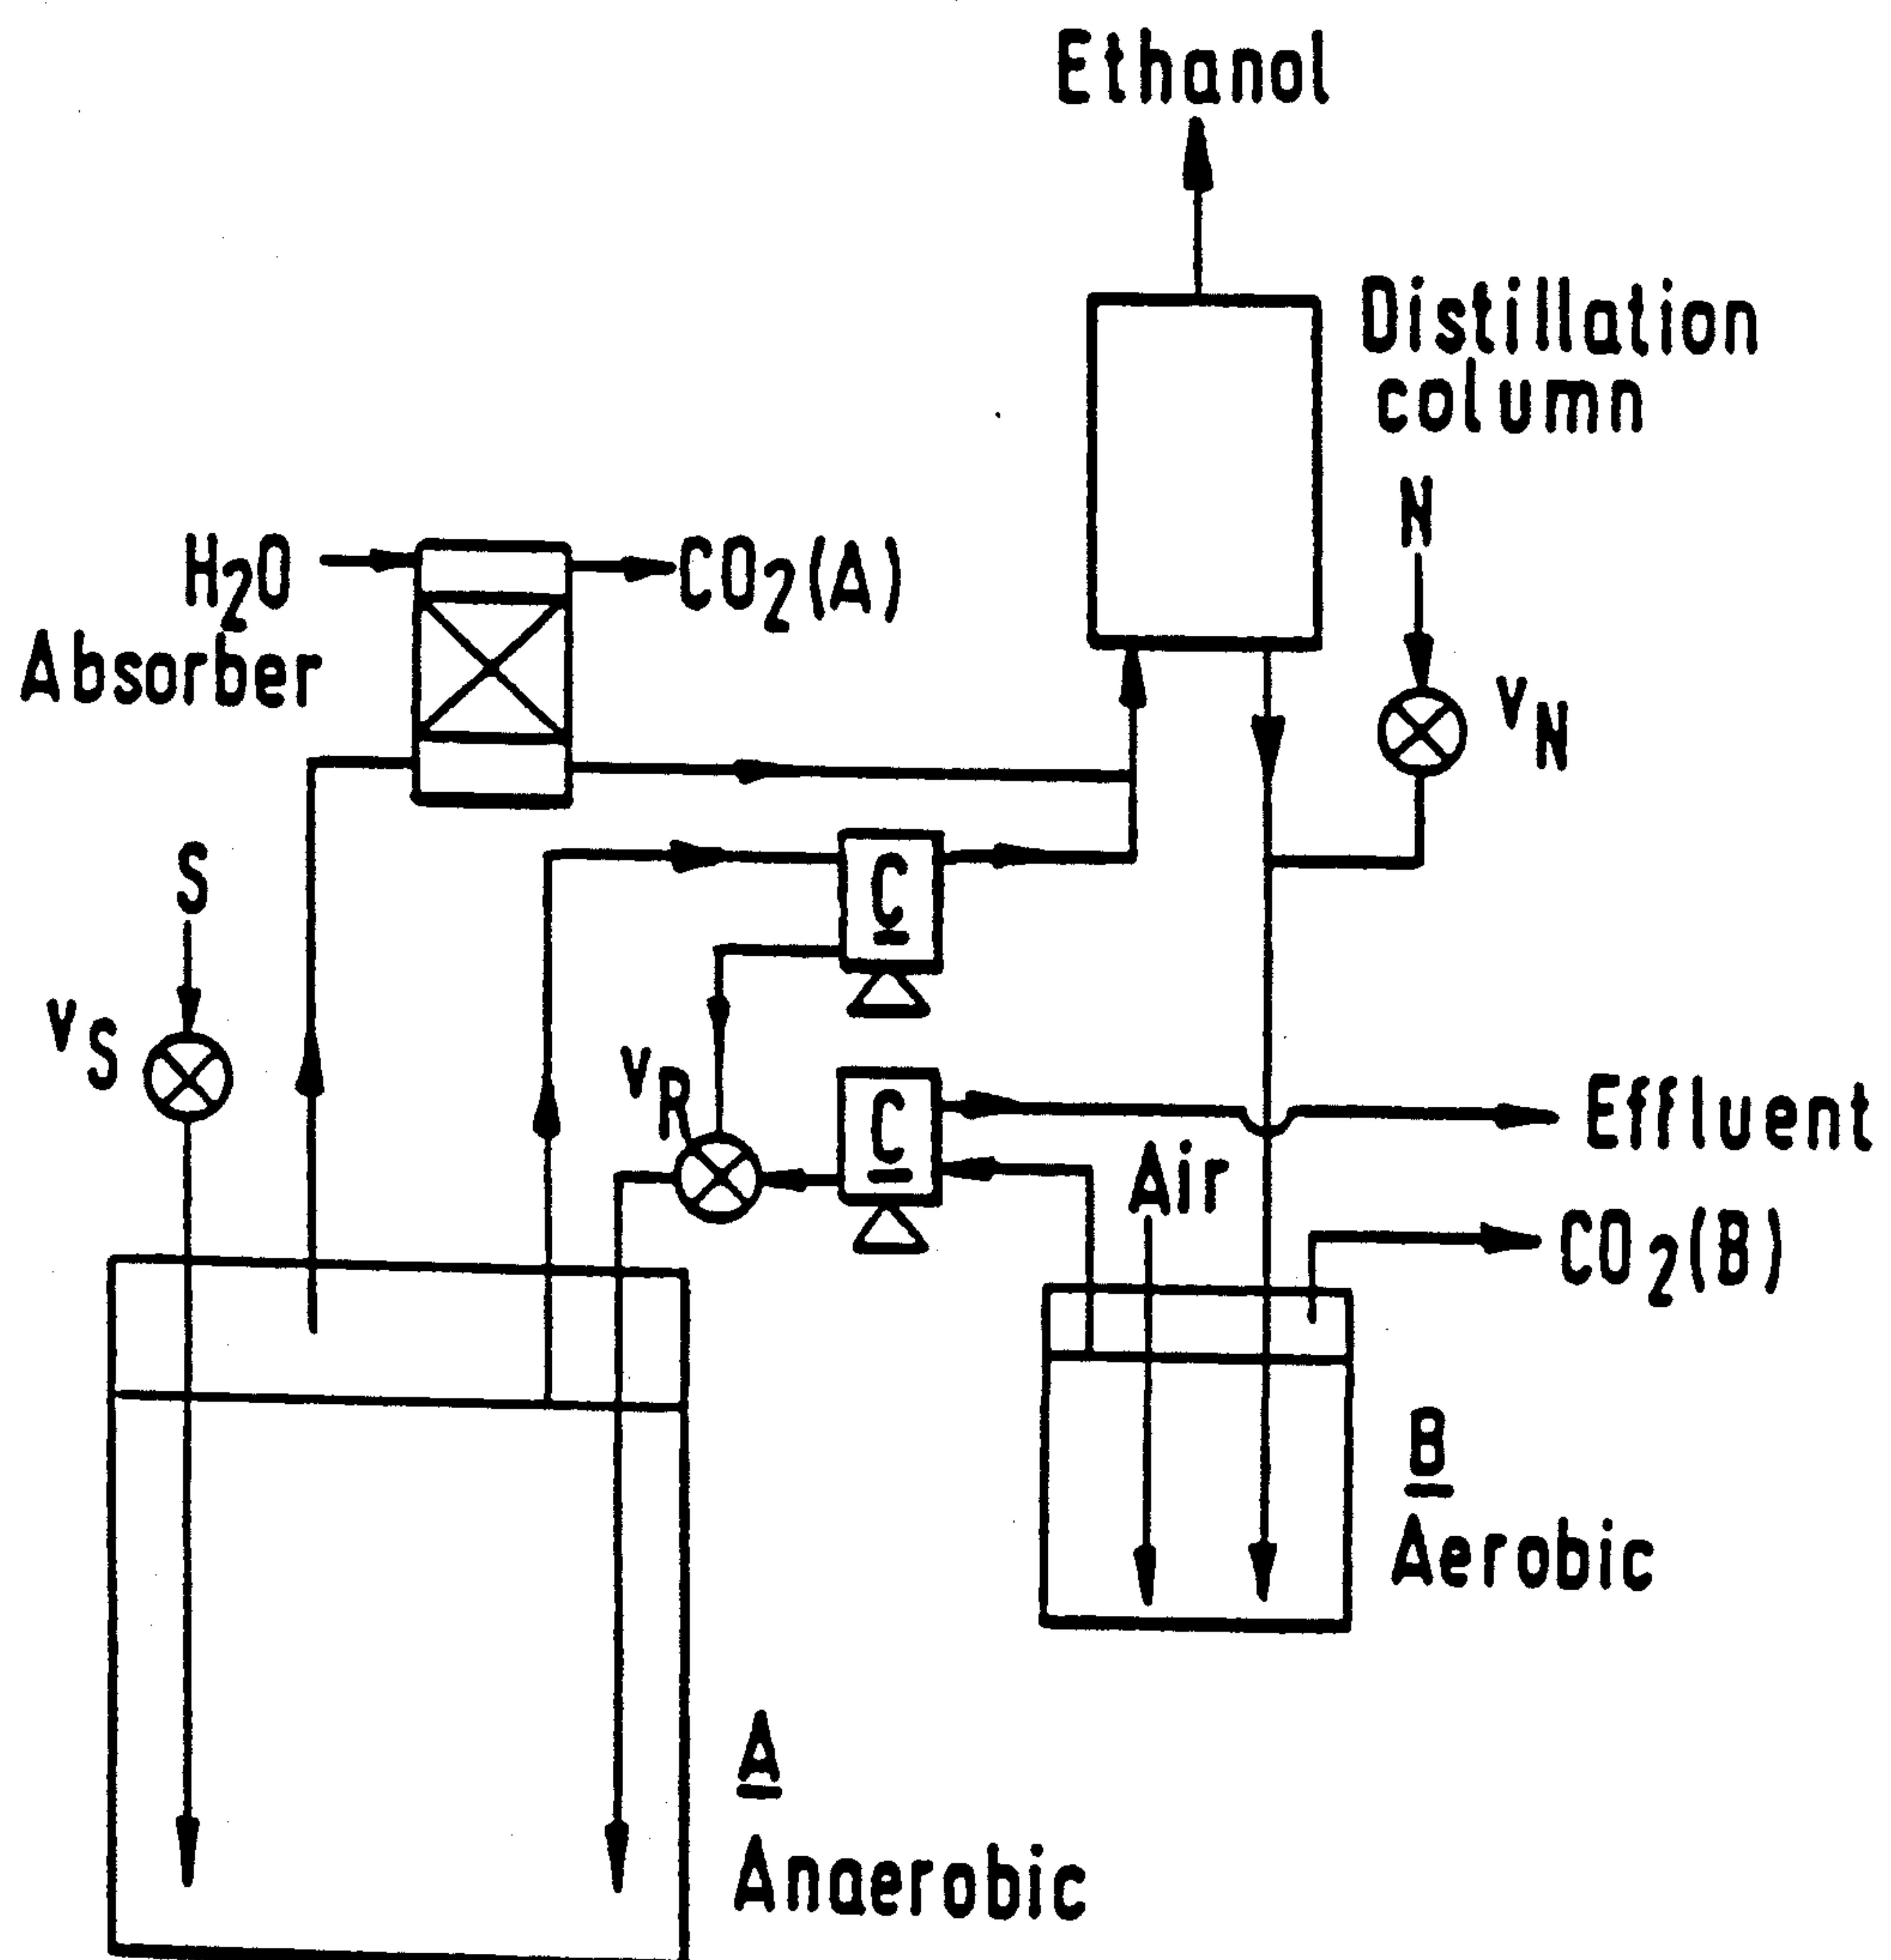 Ethanol
Distillation
column
N
H2O
CO2(A)
Absorber
vN
S
C
vS
vR
C
Effluent
Air
CO2(B)
B
Aerobic
A
Anaerobic